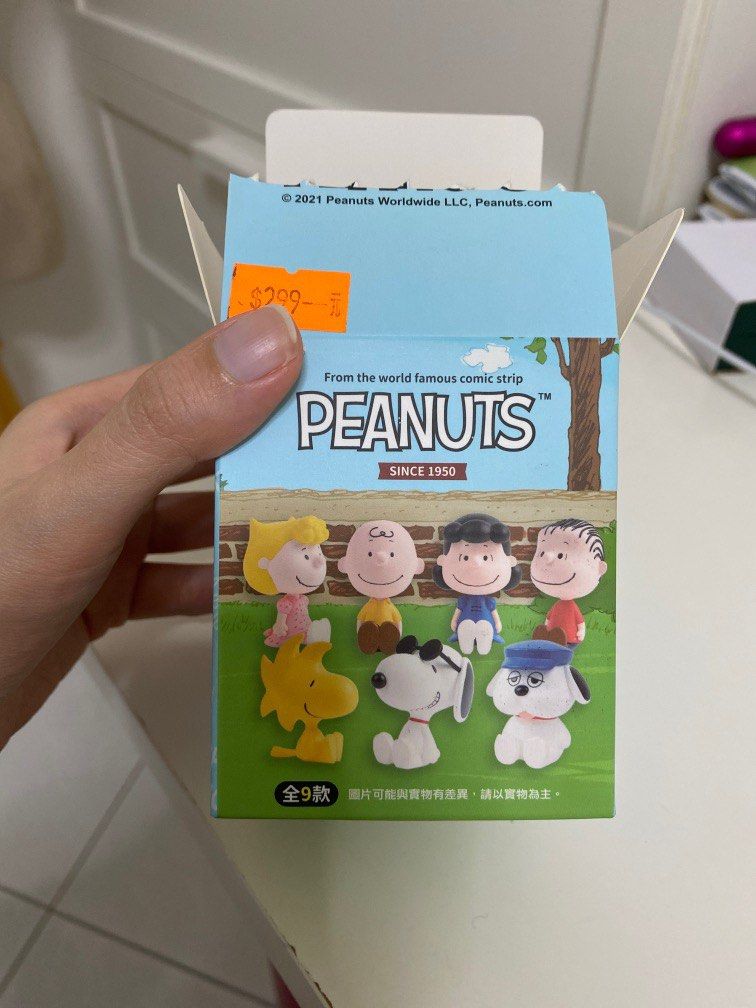 © 2021 Peanuts Worldwide LLC, Peanuts.com
$299
From the world famous comic strip
PEANUTS™
SINCE 1950
全9款
圖片可能與實物有差異,請以實物為主。